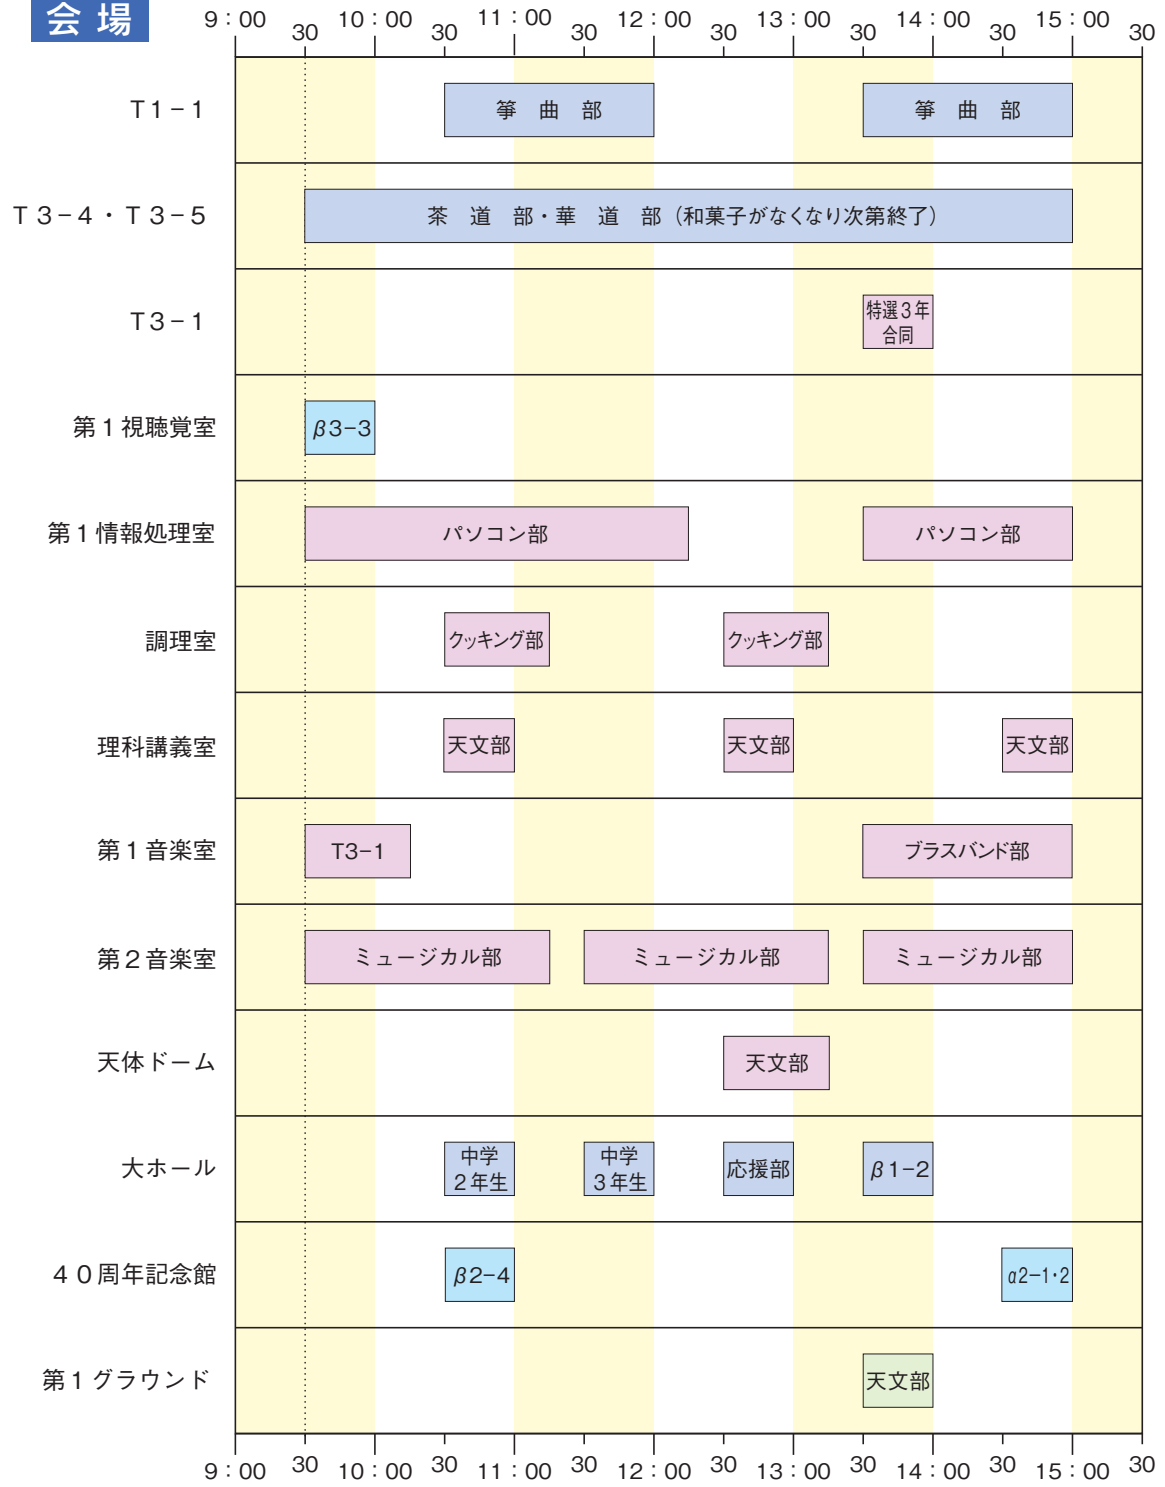 会 場
9：00 30 10：00 30 11：00 30 12：00 30 13：00 30 14：00 30 15：00 30
T1－1 箏 曲 部 箏 曲 部
T3－4・T3－5 茶 道 部・華 道 部（和菓子がなくなり次第終了）
T3－1 特選3年
合同
第1視聴覚室 β3−3
第1情報処理室 パソコン部 パソコン部
調理室 クッキング部 クッキング部
理科講義室 天文部 天文部 天文部
第1音楽室 T3−1 ブラスバンド部
第2音楽室 ミュージカル部 ミュージカル部 ミュージカル部
天体ドーム 天文部
大ホール 中学
2年生 中学
3年生 応援部 β1−2
40周年記念館 β2−4 α2−1・2
第1グラウンド 天文部
9：00 30 10：00 30 11：00 30 12：00 30 13：00 30 14：00 30 15：00 30